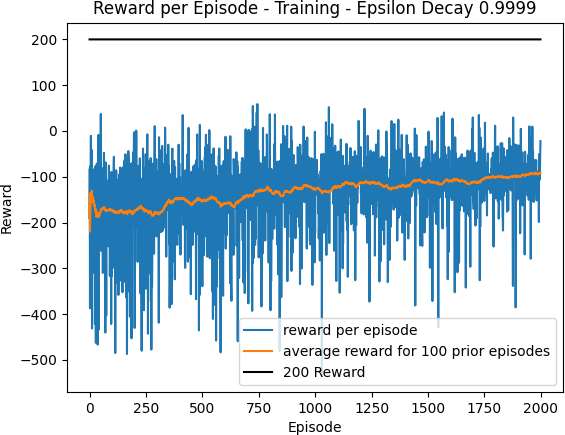 Reward per Episode - Training - Epsilon Decay 0.9999
200
100
0
−100
−200
−300
−400
−500
Reward
reward per episode
average reward for 100 prior episodes
200 Reward
0 250 500 750 1000 1250 1500 1750 2000
Episode